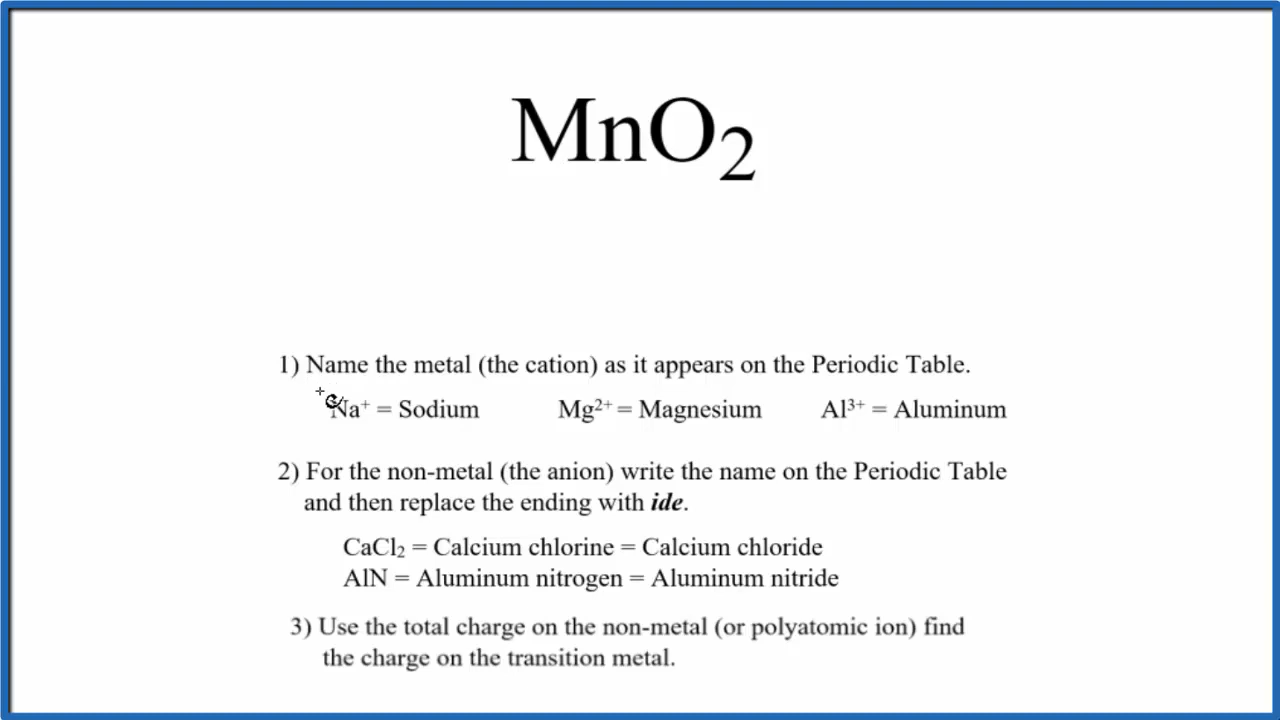 MnO₂
1) Name the metal (the cation) as it appears on the Periodic Table.
Na⁺ = Sodium Mg²⁺ = Magnesium Al³⁺ = Aluminum
2) For the non-metal (the anion) write the name on the Periodic Table
and then replace the ending with ide.
CaCl₂ = Calcium chlorine = Calcium chloride
AlN = Aluminum nitrogen = Aluminum nitride
3) Use the total charge on the non-metal (or polyatomic ion) find
the charge on the transition metal.